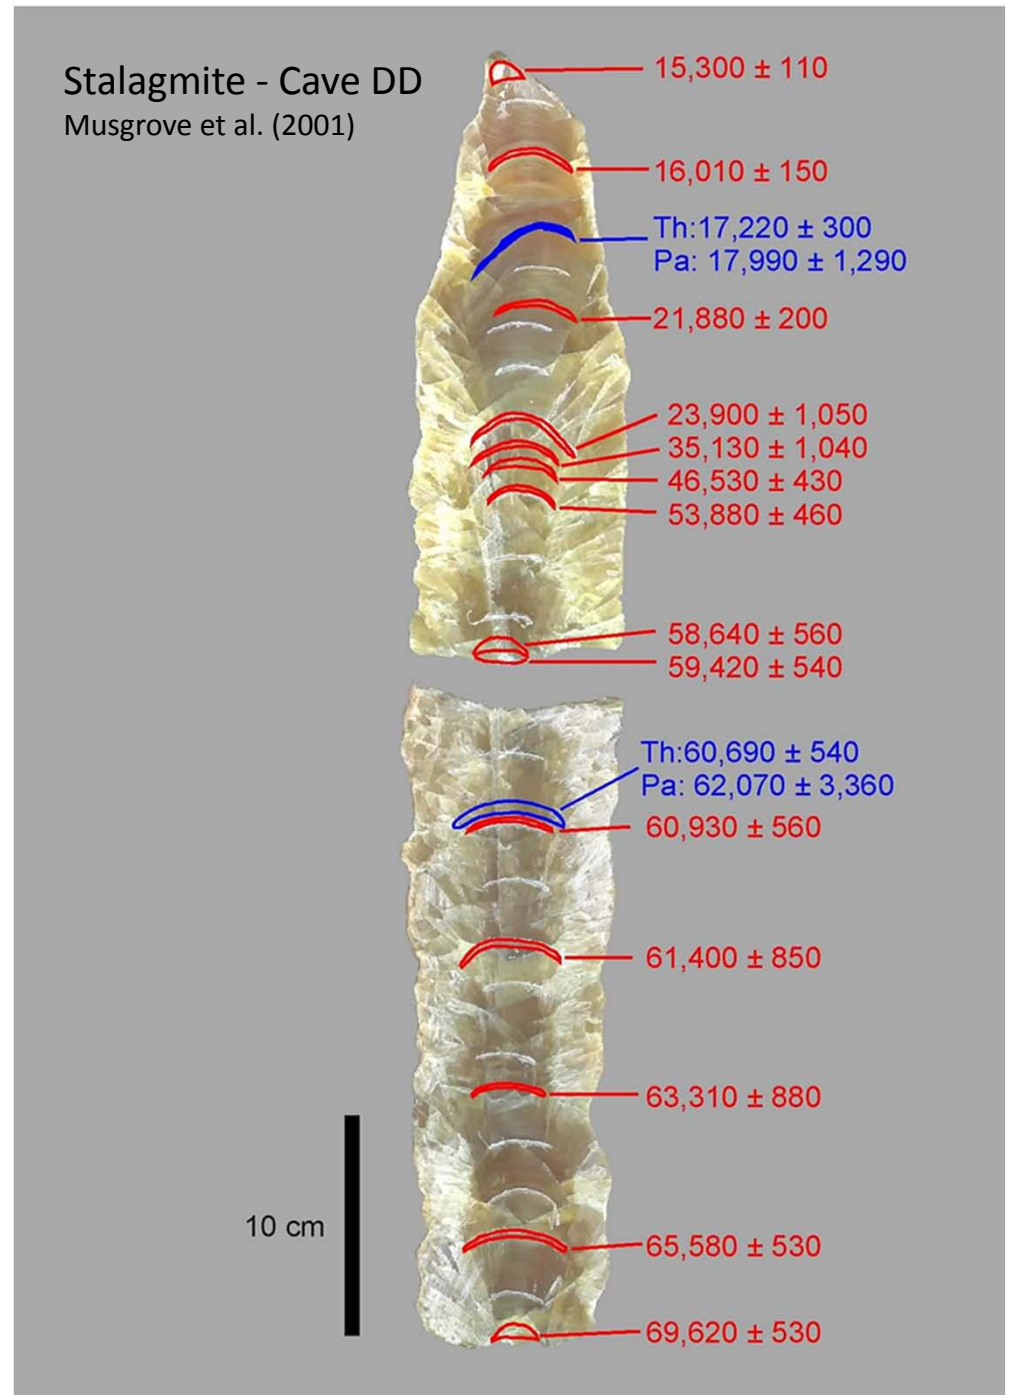 Stalagmite - Cave DD
Musgrove et al. (2001)
15,300 ± 110
16,010 ± 150
Th:17,220 ± 300
Pa: 17,990 ± 1,290
21,880 ± 200
23,900 ± 1,050
35,130 ± 1,040
46,530 ± 430
53,880 ± 460
58,640 ± 560
59,420 ± 540
Th:60,690 ± 540
Pa: 62,070 ± 3,360
60,930 ± 560
61,400 ± 850
63,310 ± 880
10 cm
65,580 ± 530
69,620 ± 530